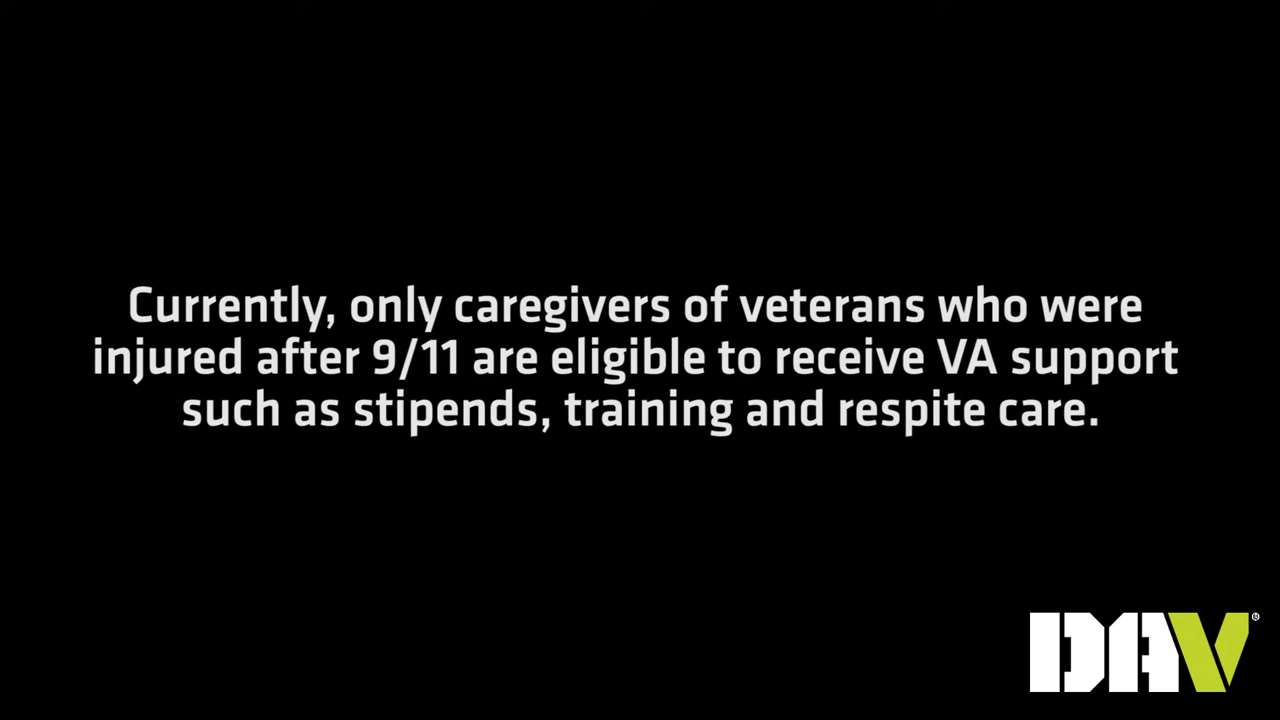 Currently, only caregivers of veterans who were
injured after 9/11 are eligible to receive VA support
such as stipends, training and respite care.
DAV®